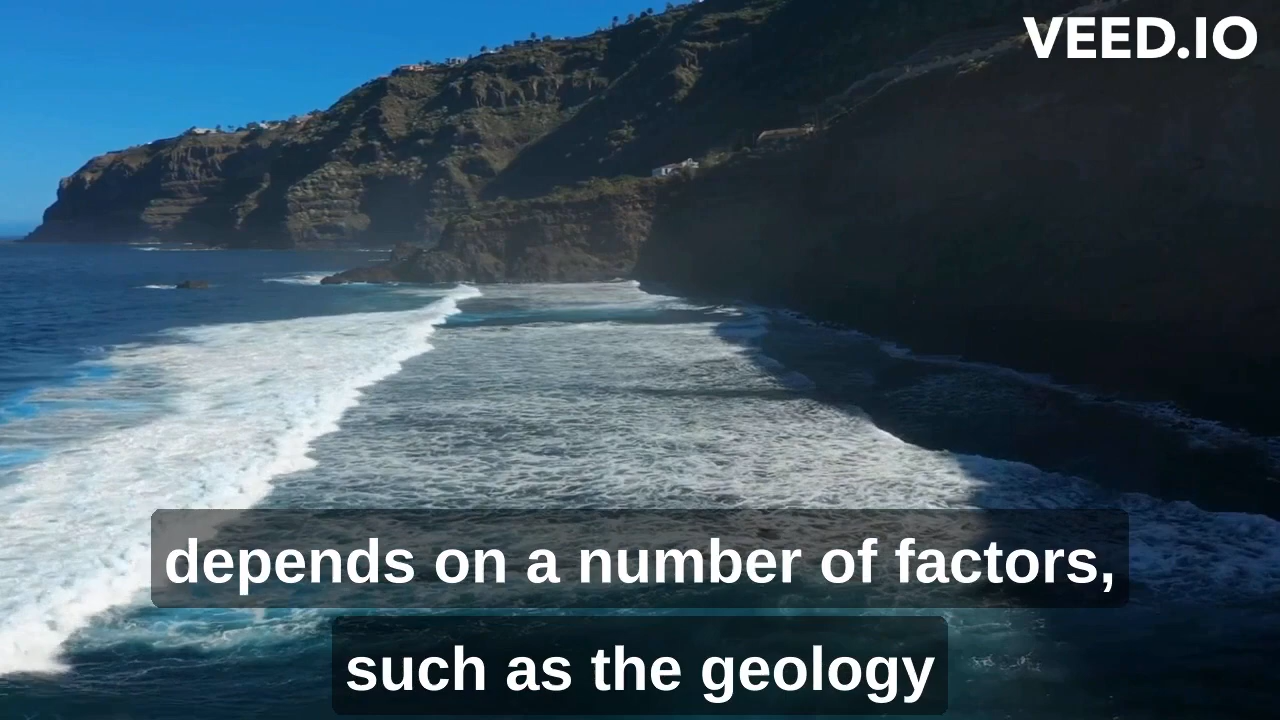 VEED.IO
depends on a number of factors,
such as the geology